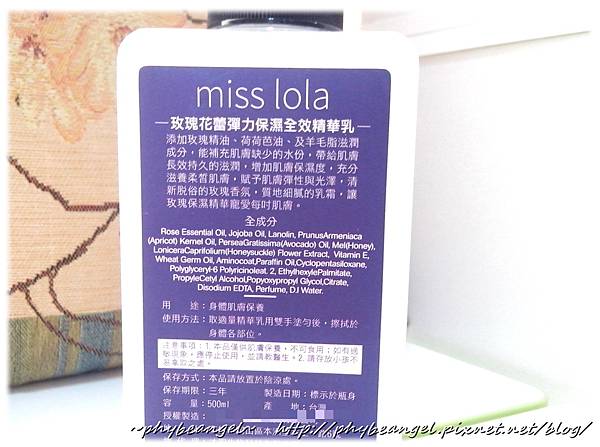 miss lola
玫瑰花蕾彈力保濕全效精華乳
添加玫瑰精油、荷荷芭油、及羊毛脂滋潤
成分，能補充肌膚缺少的水份，帶給肌膚
長效持久的滋潤，增加肌膚保濕度，充分
滋養柔質肌膚，賦予肌膚彈性與光澤，清
新脫俗的玫瑰香氛，質地細膩的乳霜，讓
玫瑰保濕精華寵愛每吋肌膚。
全成分
Rose Essential Oil, Jojoba Oil, Lanolin, PrunusArmeniaca
(Apricot) Kernel Oil, PerseaGratissima(Avocado) Oil, Mel(Honey),
LoniceraCaprifolium(Honeysuckle) Flower Extract, Vitamin E,
Wheat Germ Oil, Aminocoat,Paraffin Oil,Cyclopentasiloxane,
Polyglyceryl-6 Polyricinoleat. 2, EthylhexylePalmitate,
PropyleCetyl Alcohol,Popyoxypropyl Glycol,Citrate,
Disodium EDTA, Perfume, D.I Water.
用　途：身體肌膚保養
使用方法：取適量精華乳用雙手塗勻後，擦拭於
身體各部位。
注意事項：1.本品僅供肌膚保養，不可食用；如有過
敏現象，應停止使用，並請教醫生。2.請存放小孩不
易拿取之處。
保存方式：本品請放置於陰涼處。
保存期限：三年　製造日期：標示於瓶身
容　量：500ml　產　地：台灣
授權製造：
~phybeangel~ http://phybeangel.pixnet.net/blog/